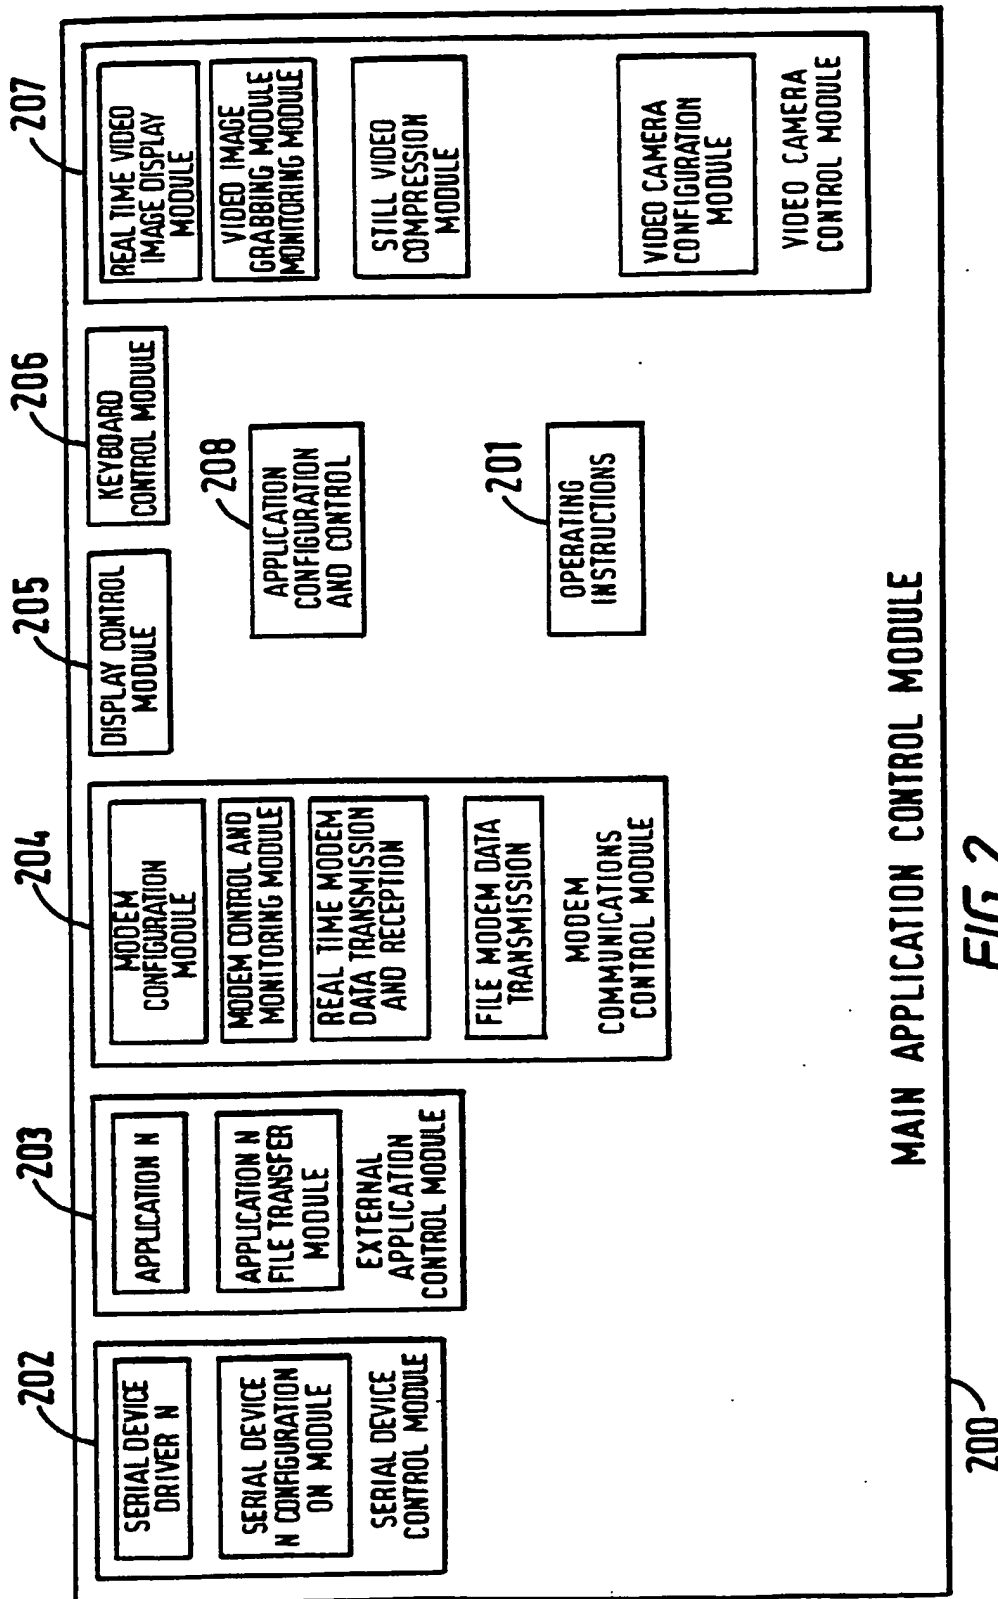 202
SERIAL DEVICE
DRIVER N
SERIAL DEVICE
N CONFIGURATION
ON MODULE
SERIAL DEVICE
CONTROL MODULE
203
APPLICATION N
APPLICATION N
FILE TRANSFER
MODULE
EXTERNAL
APPLICATION
CONTROL MODULE
204
MODEM
CONFIGURATION
MODULE
MODEM CONTROL AND
MONITORING MODULE
REAL TIME MODEM
DATA TRANSMISSION
AND RECEPTION
FILE MODEM DATA
TRANSMISSION
MODEM
COMMUNICATIONS
CONTROL MODULE
205
DISPLAY CONTROL
MODULE
206
KEYBOARD
CONTROL MODULE
208
APPLICATION
CONFIGURATION
AND CONTROL
201
OPERATING
INSTRUCTIONS
207
REAL TIME VIDEO
IMAGE DISPLAY
MODULE
VIDEO IMAGE
GRABBING MODULE
MONITORING MODULE
STILL VIDEO
COMPRESSION
MODULE
VIDEO CAMERA
CONFIGURATION
MODULE
VIDEO CAMERA
CONTROL MODULE
MAIN APPLICATION CONTROL MODULE
200
FIG. 2